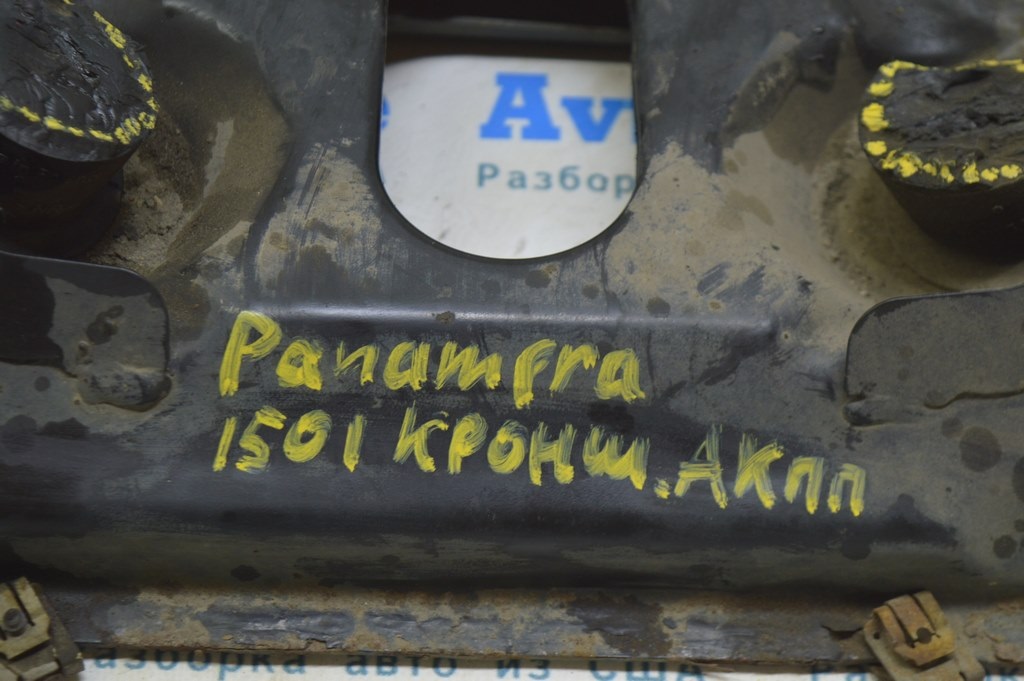 Av
Разбор
Panamera
1501 Кронш. АКПП
Разборка авто из США